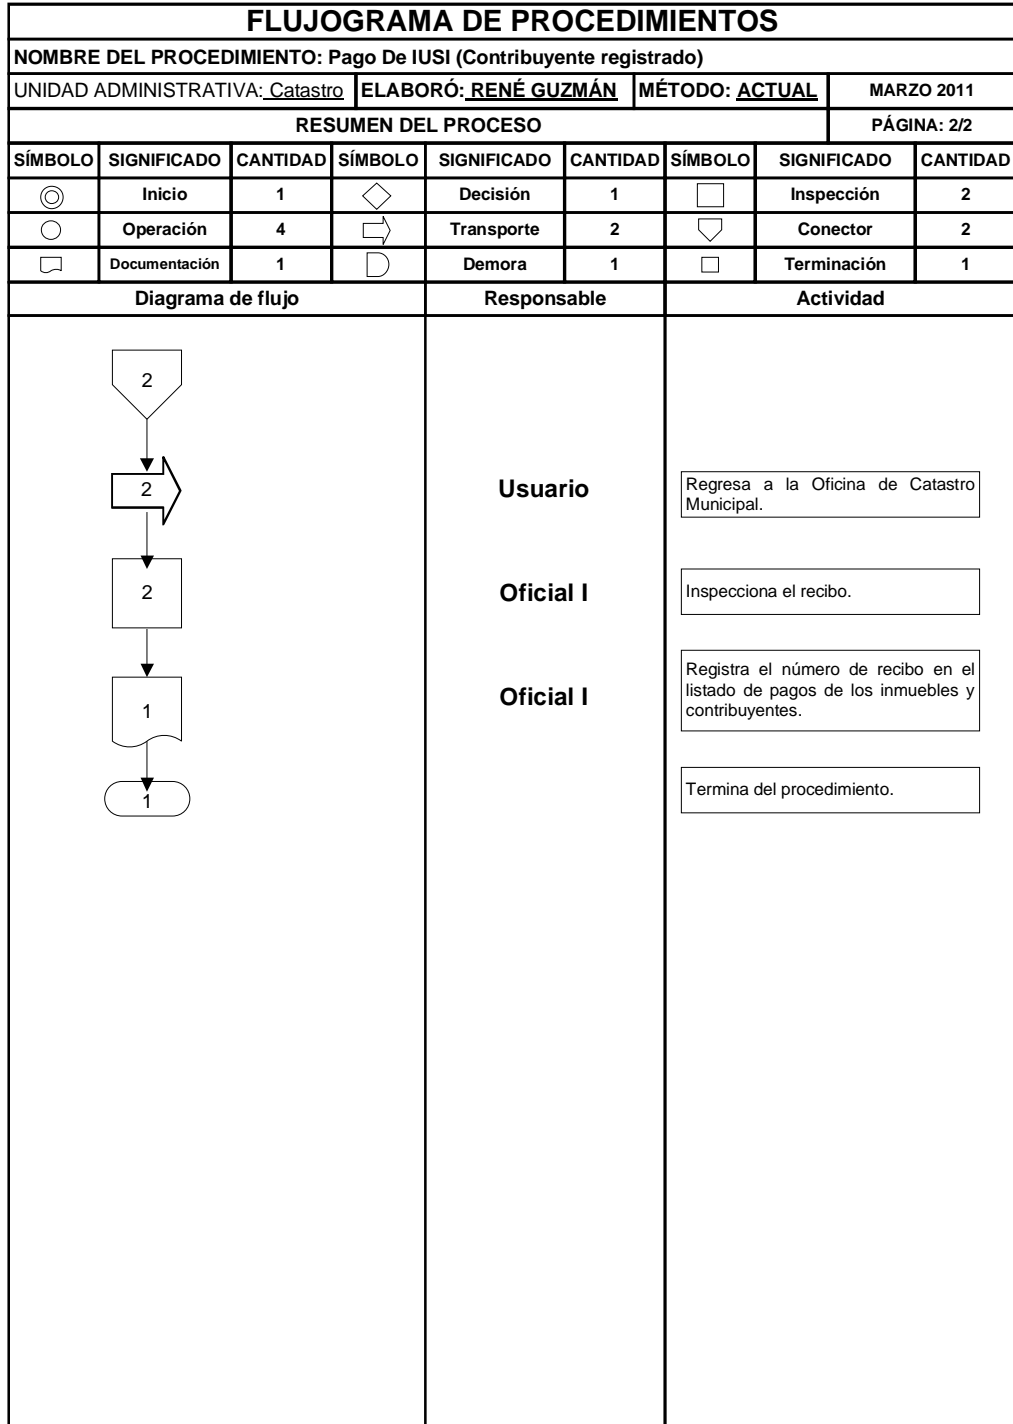 FLUJOGRAMA DE PROCEDIMIENTOS
NOMBRE DEL PROCEDIMIENTO: Pago De IUSI (Contribuyente registrado)
UNIDAD ADMINISTRATIVA: Catastro ELABORÓ: RENÉ GUZMÁN MÉTODO: ACTUAL MARZO 2011
RESUMEN DEL PROCESO PÁGINA: 2/2
SÍMBOLO SIGNIFICADO CANTIDAD SÍMBOLO SIGNIFICADO CANTIDAD SÍMBOLO SIGNIFICADO CANTIDAD
Inicio 1 Decisión 1 Inspección 2
Operación 4 Transporte 2 Conector 2
Documentación 1 Demora 1 Terminación 1
Diagrama de flujo Responsable Actividad
2
2 Usuario Regresa a la Oficina de Catastro
Municipal.
2 Oficial I Inspecciona el recibo.
1 Oficial I Registra el número de recibo en el
listado de pagos de los inmuebles y
contribuyentes.
1 Termina del procedimiento.